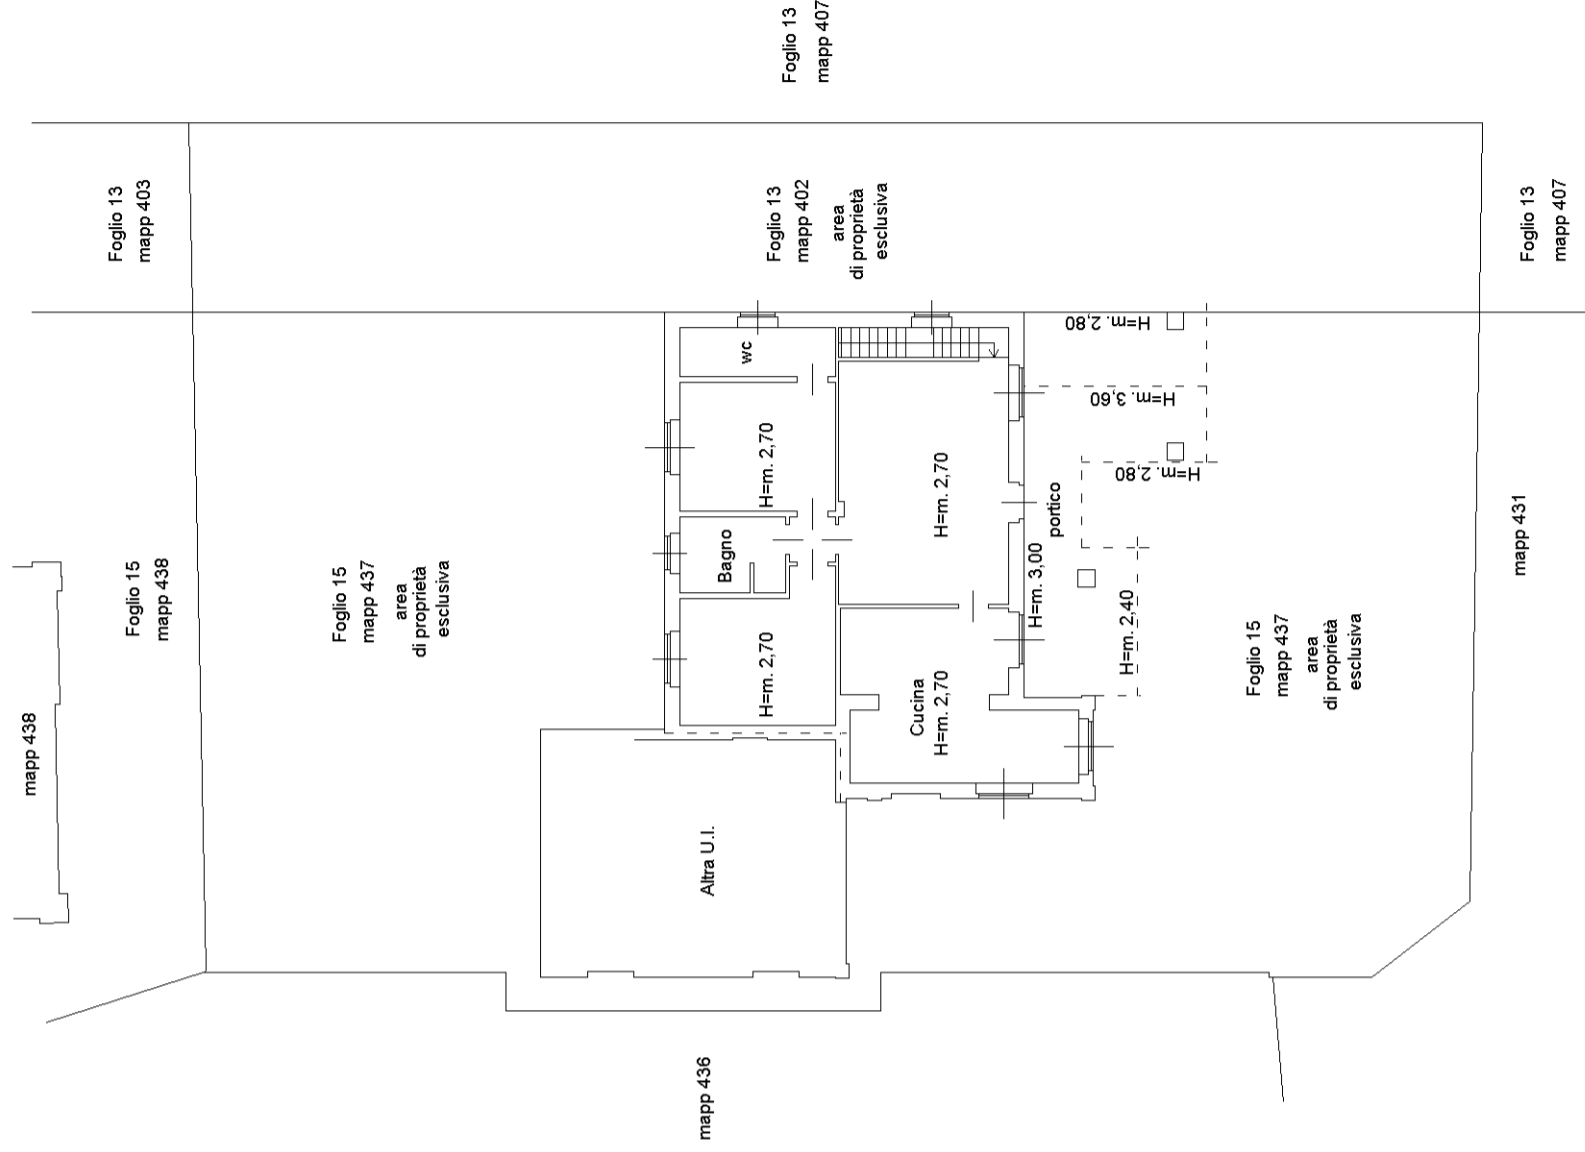 Foglio 13
mapp 407
Foglio 13
mapp 403
Foglio 13
mapp 402
area
di proprietà
esclusiva
Foglio 13
mapp 407
wc
H=m. 2,80
H=m. 3,60
H=m. 2,80
H=m. 2,70
H=m. 2,70
portico
Bagno
H=m. 3,00
H=m. 2,40
H=m. 2,70
Cucina
H=m. 2,70
mapp 431
Foglio 15
mapp 438
Foglio 15
mapp 437
area
di proprietà
esclusiva
Foglio 15
mapp 437
area
di proprietà
esclusiva
mapp 438
Altra U.I.
mapp 436